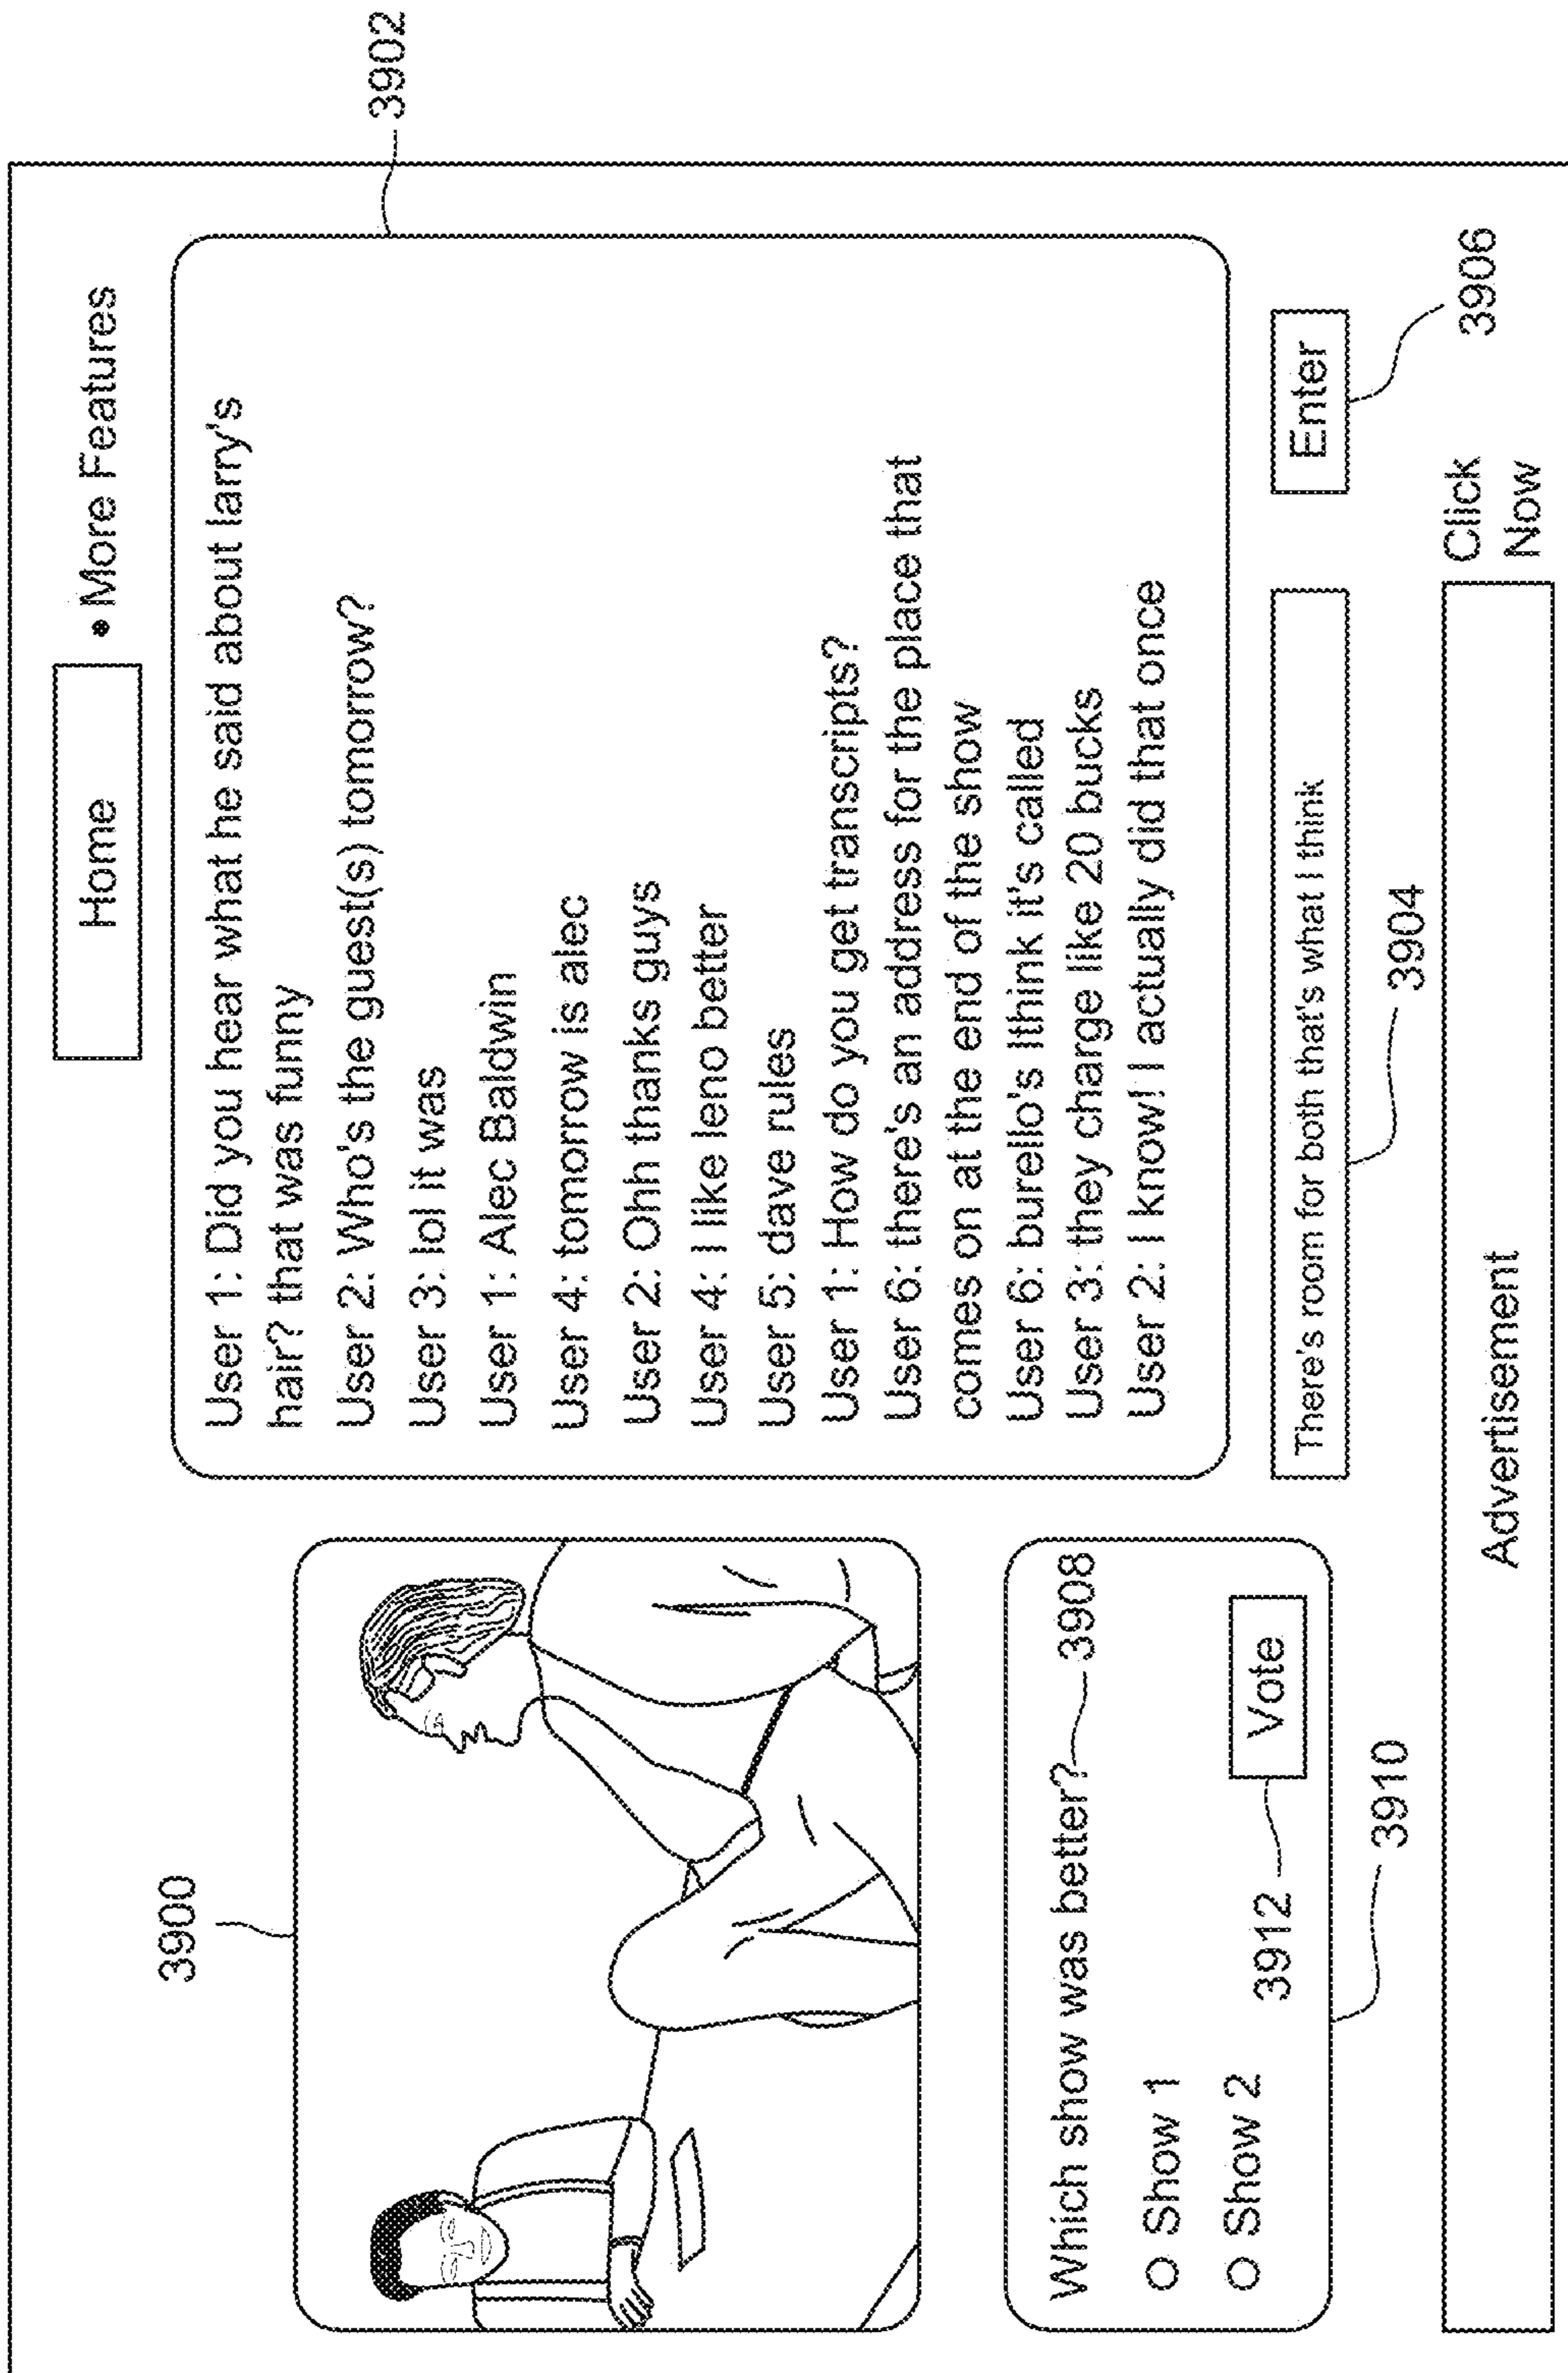 Home
• More Features
3900
3902
User 1: Did you hear what he said about larry's
hair? that was funny
User 2: Who's the guest(s) tomorrow?
User 3: lol it was
User 1: Alec Baldwin
User 4: tomorrow is alec
User 2: Ohh thanks guys
User 4: I like leno better
User 5: dave rules
User 1: How do you get transcripts?
User 6: there's an address for the place that
comes on at the end of the show
User 6: burello's Ithink it's called
User 3: they charge like 20 bucks
User 2: I know! I actually did that once
Which show was better?
3908
Show 1
Show 2
3912
Vote
3910
There's room for both that's what I think
Enter
3904
3906
Advertisement
Click
Now